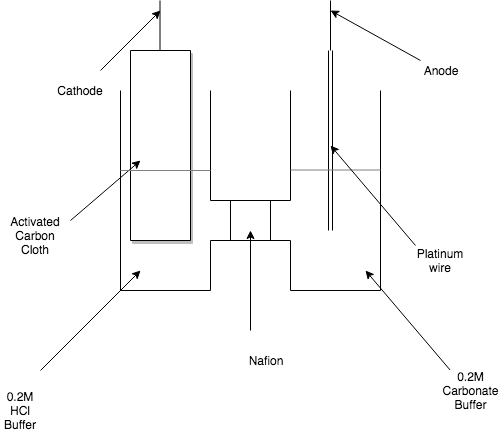 Cathode
Anode
Activated
Carbon
Cloth
Platinum
wire
Nafion
0.2M
HCl
Buffer
0.2M
Carbonate
Buffer